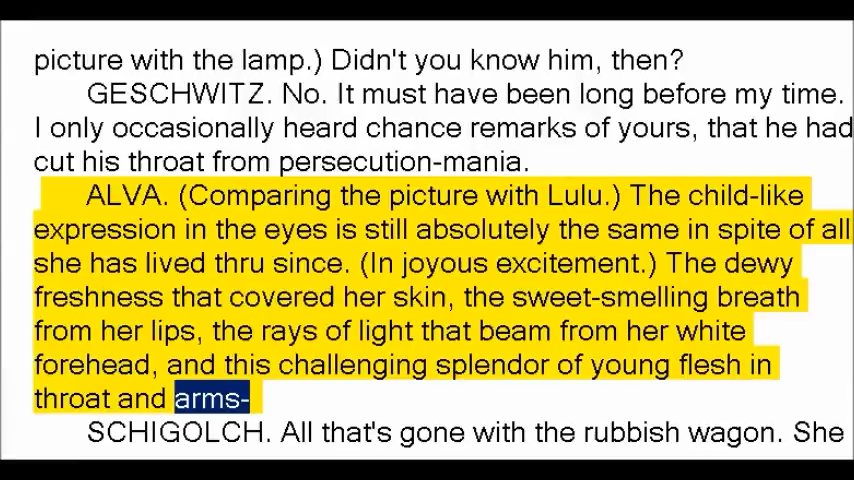 picture with the lamp.) Didn't you know him, then?
GESCHWITZ. No. It must have been long before my time.
I only occasionally heard chance remarks of yours, that he had
cut his throat from persecution-mania.
ALVA. (Comparing the picture with Lulu.) The child-like
expression in the eyes is still absolutely the same in spite of all
she has lived thru since. (In joyous excitement.) The dewy
freshness that covered her skin, the sweet-smelling breath
from her lips, the rays of light that beam from her white
forehead, and this challenging splendor of young flesh in
throat and arms-
SCHIGOLCH. All that's gone with the rubbish wagon. She